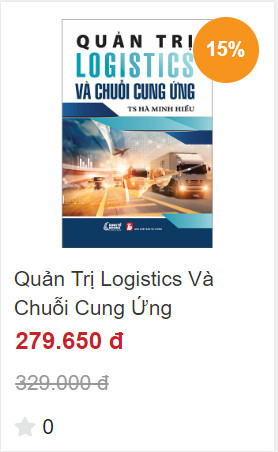 15%
QUẢN TRỊ
LOGISTICS
VÀ CHUỖI CUNG ỨNG
TS HÀ MINH HIẾU
Quản Trị Logistics Và
Chuỗi Cung Ứng
279.650 đ
329.000 đ
0